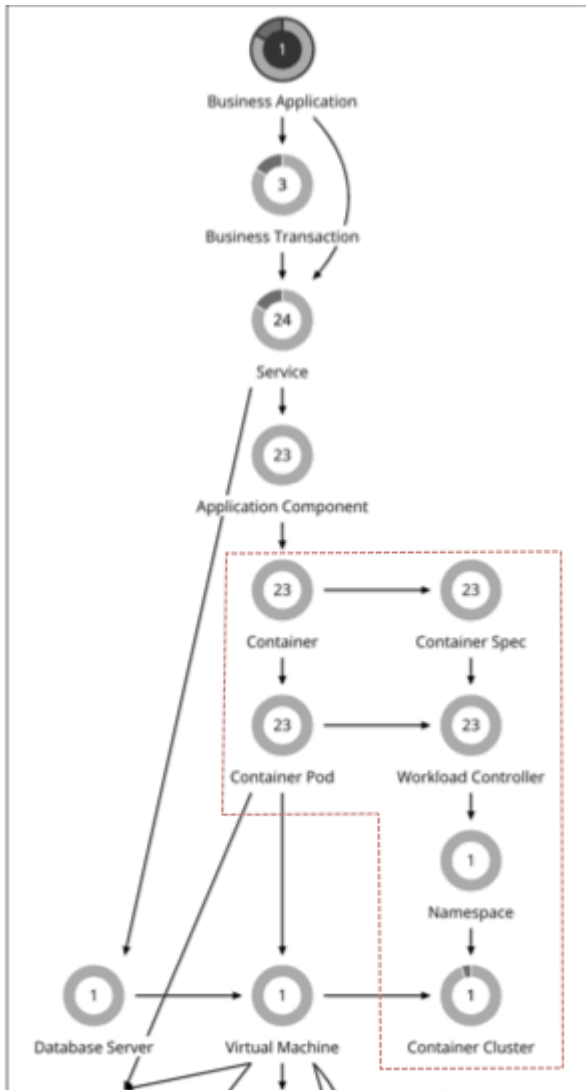 1
Business Application
3
Business Transaction
24
Service
23
Application Component
23 23
Container Container Spec
23 23
Container Pod Workload Controller
1
Namespace
1 1 1
Database Server Virtual Machine Container Cluster